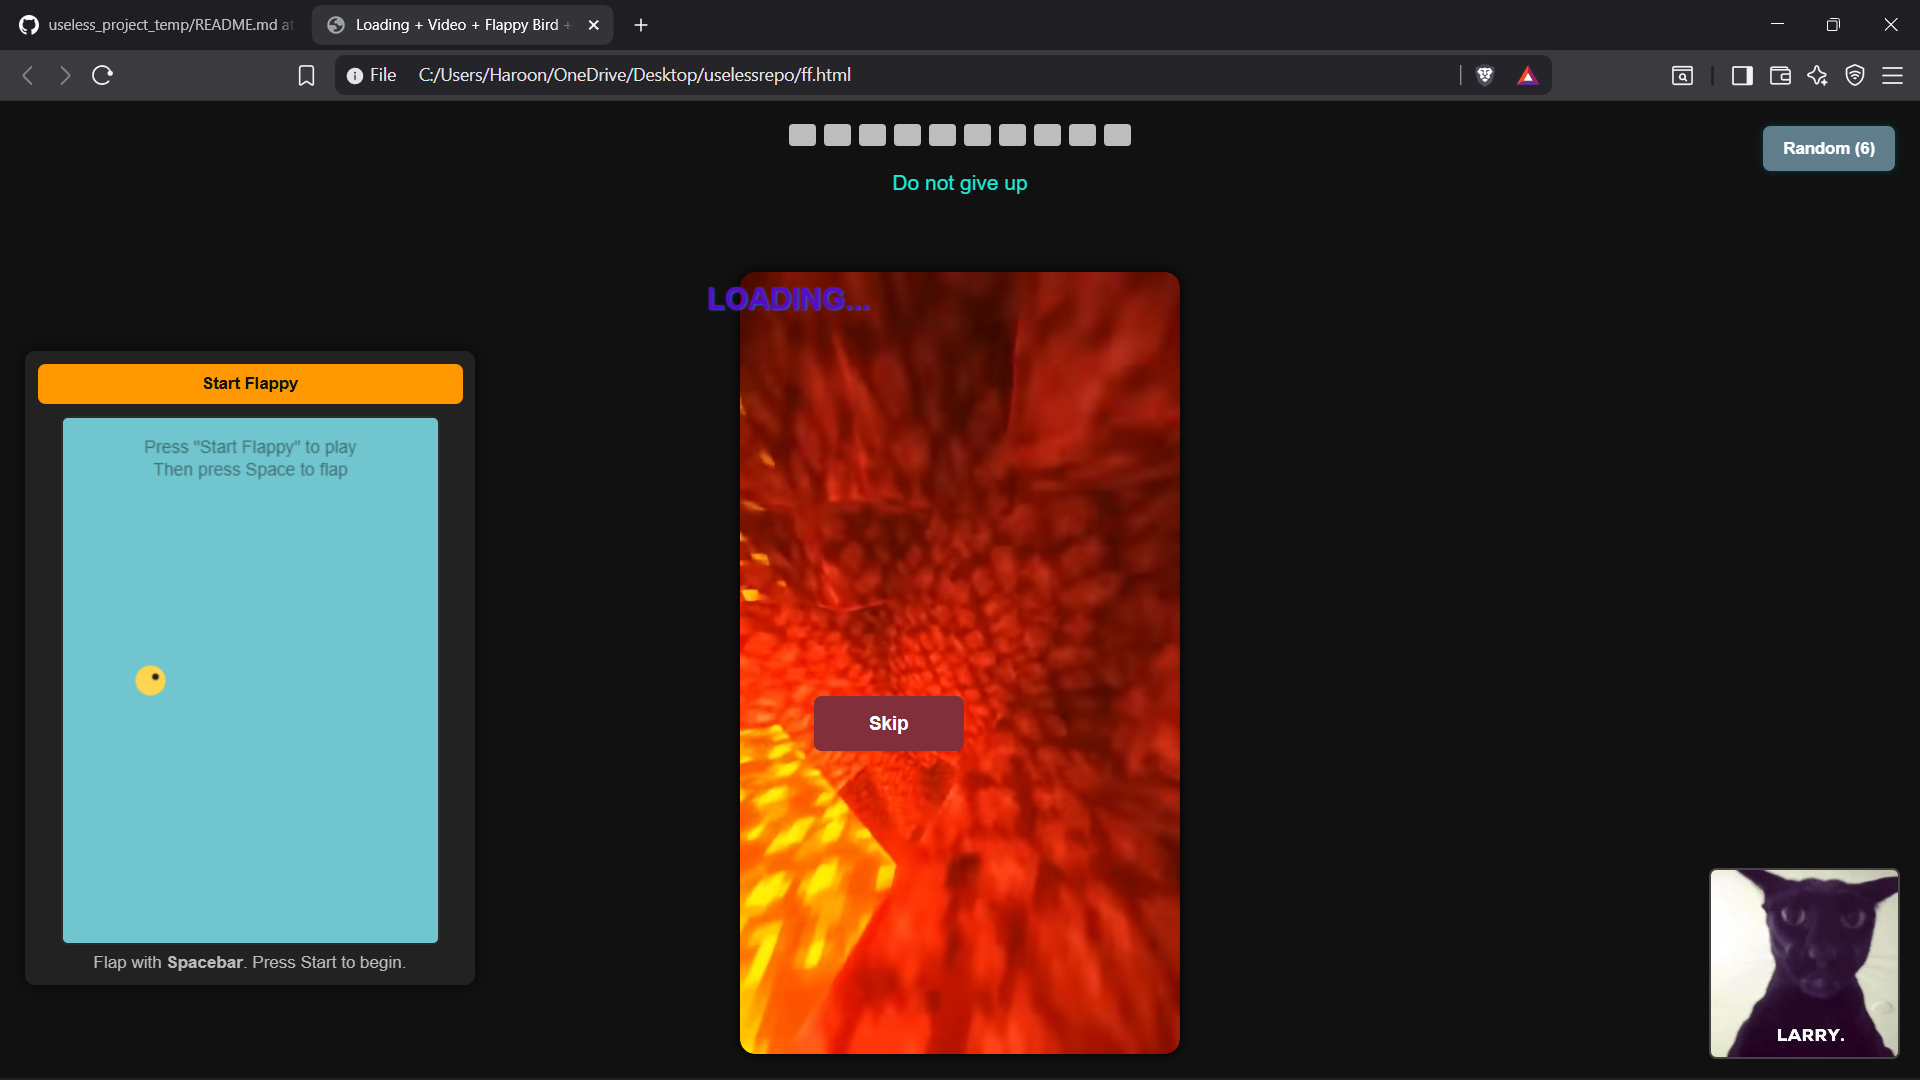 useless_project_temp/README.md at
Loading + Video + Flappy Bird +
File
C:/Users/Haroon/OneDrive/Desktop/uselessrepo/ff.html
Random (6)
Do not give up
LOADING...
Start Flappy
Press "Start Flappy" to play
Then press Space to flap
Skip
Flap with Spacebar. Press Start to begin.
LARRY.